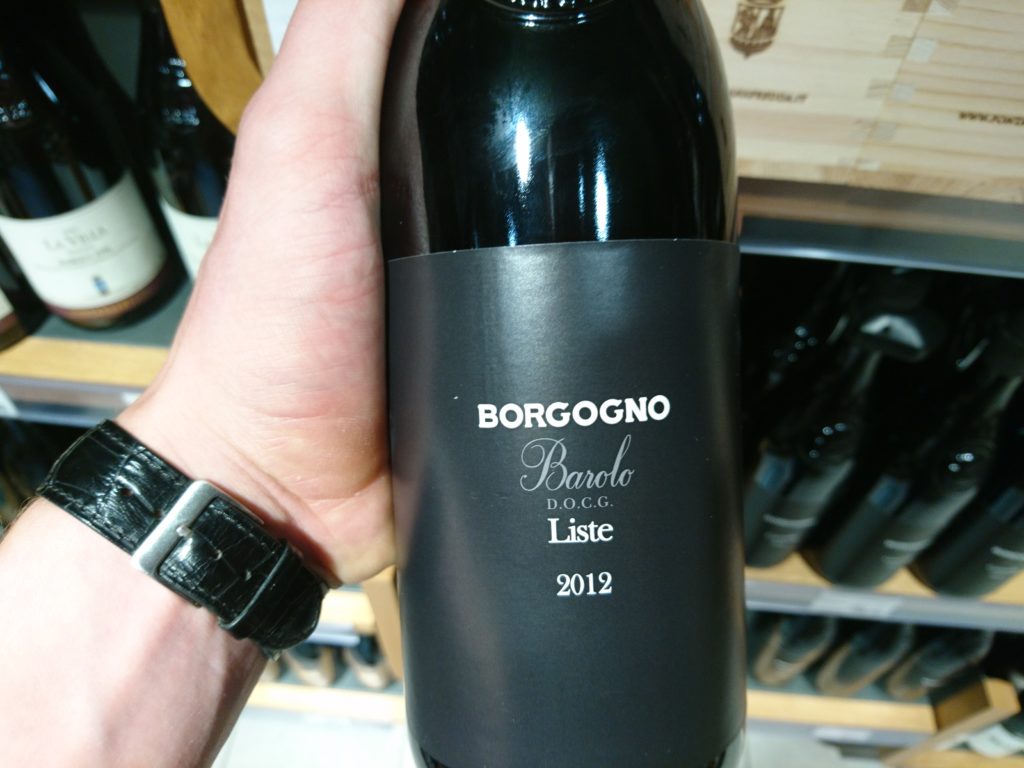 BORGOGNO
Barolo
D.O.C.G.
Liste
2012